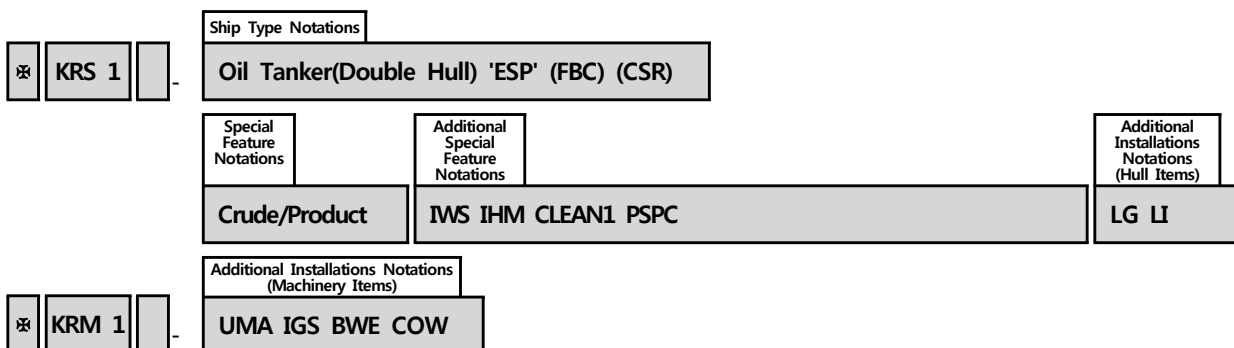 Ship Type Notations
✠ KRS 1 - Oil Tanker(Double Hull) 'ESP' (FBC) (CSR)
Special Feature Notations
Additional Special Feature Notations
Additional Installations Notations (Hull Items)
Crude/Product
IWS IHM CLEAN1 PSPC
LG LI
Additional Installations Notations
(Machinery Items)
✠ KRM 1 - UMA IGS BWE COW